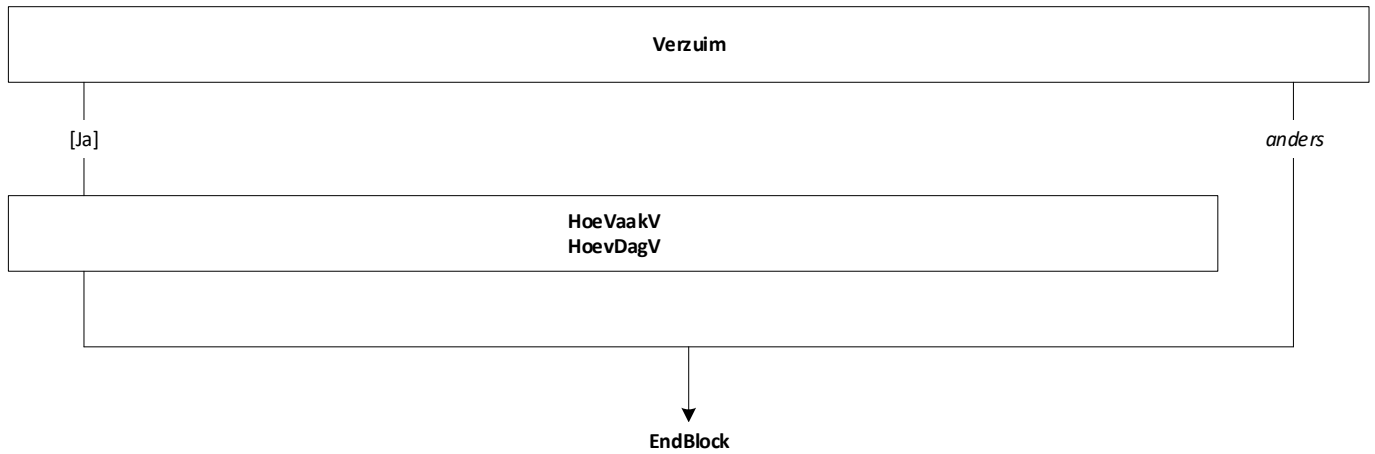 Verzuim
[Ja]
anders
HoeVaakV
HoevDagV
EndBlock